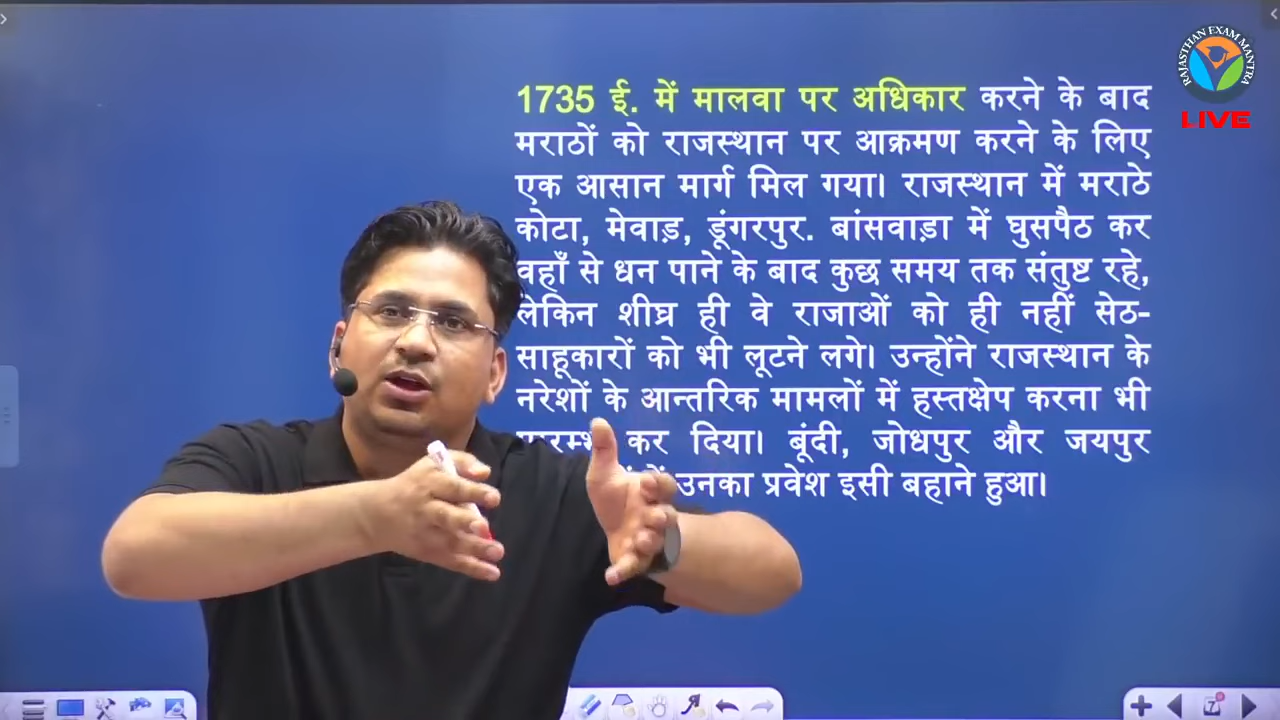 1735 ई. में मालवा पर अधिकार करने के बाद
मराठों को राजस्थान पर आक्रमण करने के लिए
एक आसान मार्ग मिल गया। राजस्थान में मराठे
कोटा, मेवाड़, डूंगरपुर. बांसवाड़ा में घुसपैठ कर
वहाँ से धन पाने के बाद कुछ समय तक संतुष्ट रहे,
लेकिन शीघ्र ही वे राजाओं को ही नहीं सेठ-
साहूकारों को भी लूटने लगे। उन्होंने राजस्थान के
नरेशों के आन्तरिक मामलों में हस्तक्षेप करना भी
कर दिया। बूंदी, जोधपुर और जयपुर
में उनका प्रवेश इसी बहाने हुआ।
RAJASTHAN EXAM MANTRA
LIVE